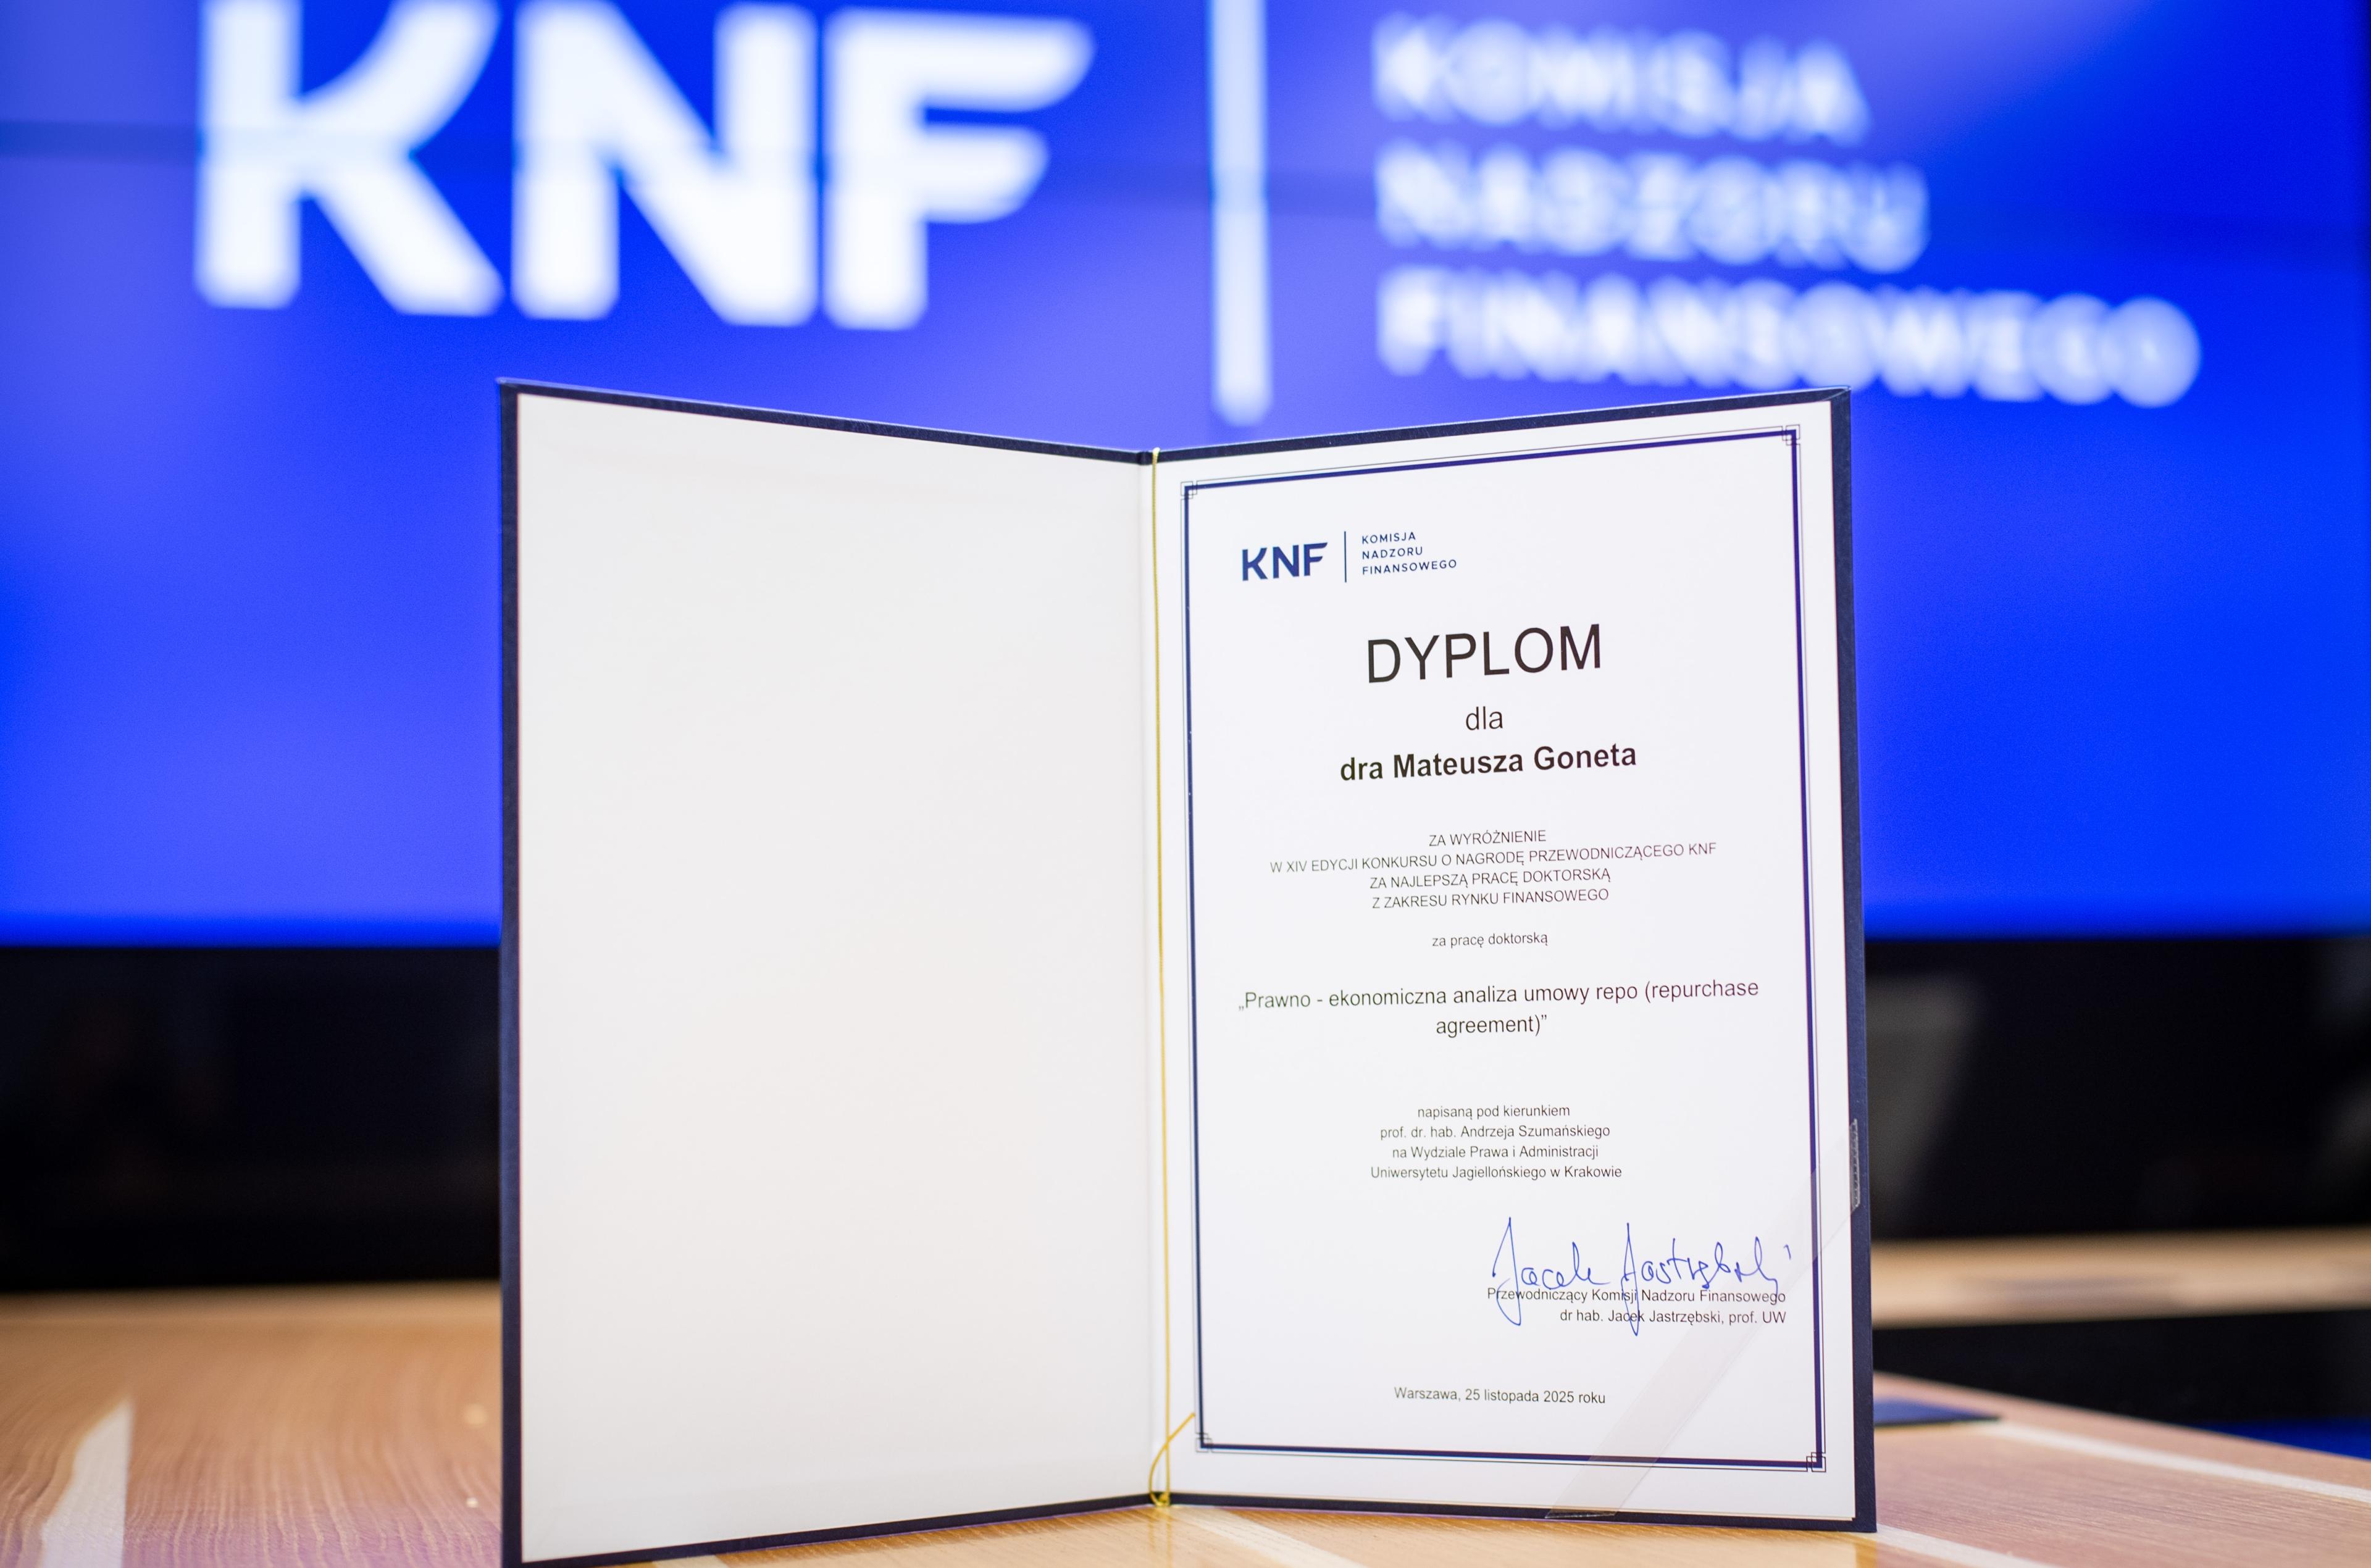 KNF
KOMISJA
NADZORU
FINANSOWEGO
KNF
KOMISJA
NADZORU
FINANSOWEGO
DYPLOM
dla
dra Mateusza Goneta
ZA WYRÓŻNIENIE
W XIV EDYCJI KONKURSU O NAGRODĘ PRZEWODNICZĄCEGO KNF
ZA NAJLEPSZĄ PRACĘ DOKTORSKĄ
Z ZAKRESU RYNKU FINANSOWEGO
za pracę doktorską
„Prawno - ekonomiczna analiza umowy repo (repurchase
agreement)”
napisaną pod kierunkiem
prof. dr. hab. Andrzeja Szumańskiego
na Wydziale Prawa i Administracji
Uniwersytetu Jagiellońskiego w Krakowie
Jacek Jastrzębski
Przewodniczący Komisji Nadzoru Finansowego
dr hab. Jacek Jastrzębski, prof. UW
Warszawa, 25 listopada 2025 roku